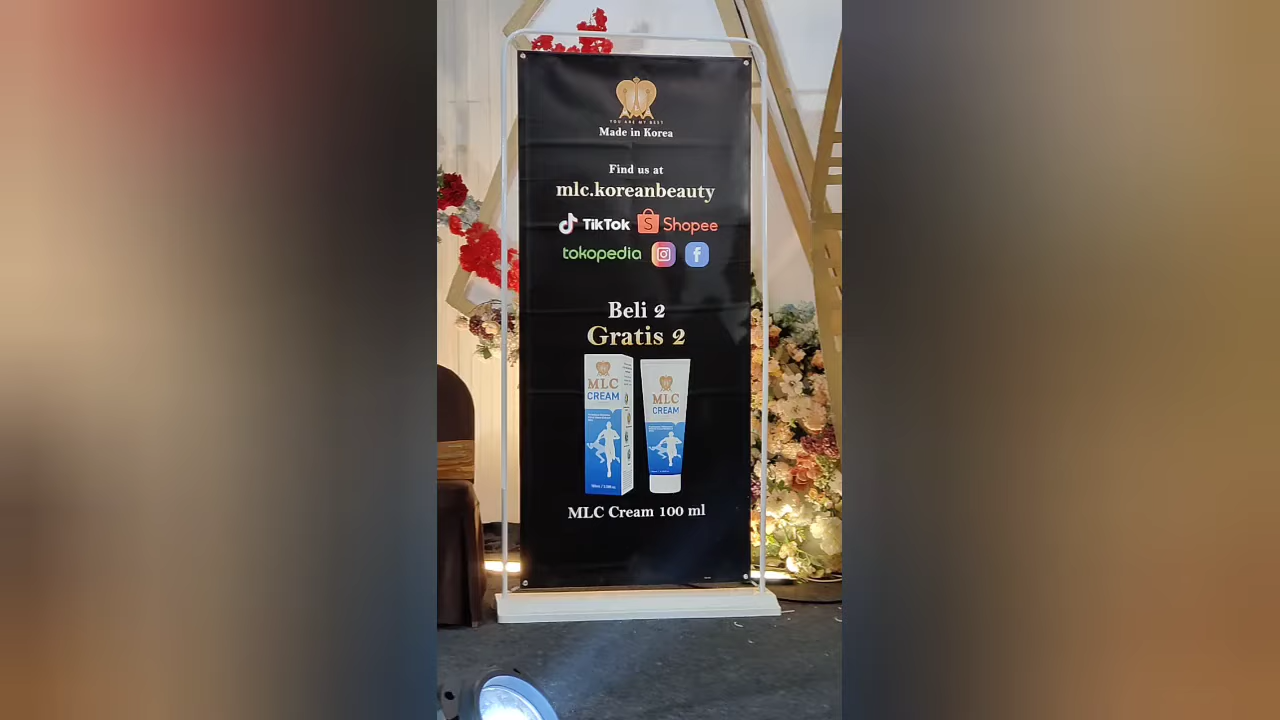 YOU ARE MY BEST
Made in Korea
Find us at
mlc.koreanbeauty
TikTok Shopee
tokopedia
Beli 2
Gratis 2
MLC
CREAM
MLC
CREAM
MLC Cream 100 ml